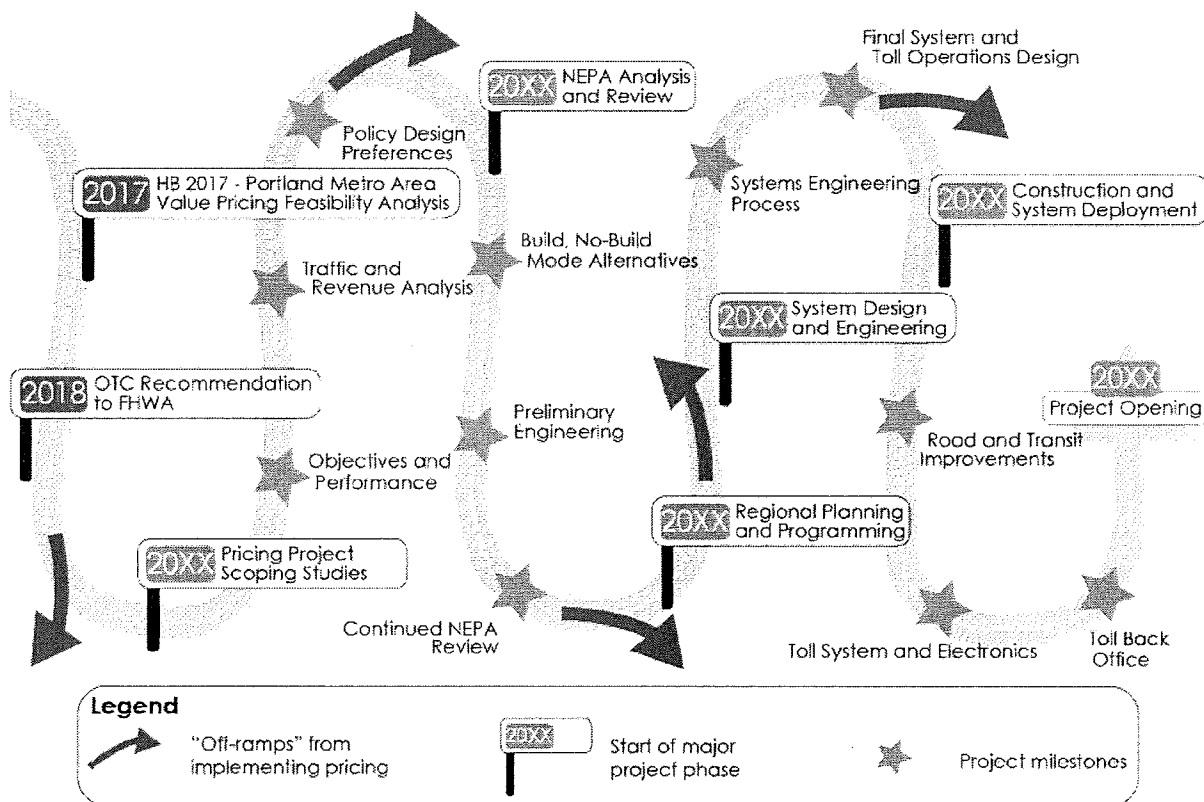 2017 HB 2017 - Portland Metro Area
Value Pricing Feasibility Analysis
2018 OTC Recommendation
to FHWA
20XX Pricing Project
Scoping Studies
Objectives and
Performance
Traffic and
Revenue Analysis
Policy Design
Preferences
20XX NEPA Analysis
and Review
Build, No-Build
Mode Alternatives
Preliminary
Engineering
Continued NEPA
Review
20XX Regional Planning
and Programming
20XX System Design
and Engineering
Systems Engineering
Process
Final System and
Toll Operations Design
20XX Construction and
System Deployment
Road and Transit
Improvements
Toll System and Electronics
Toll Back
Office
20XX
Project Opening
Legend
"Off-ramps" from
implementing pricing
20XX
Start of major
project phase
Project milestones